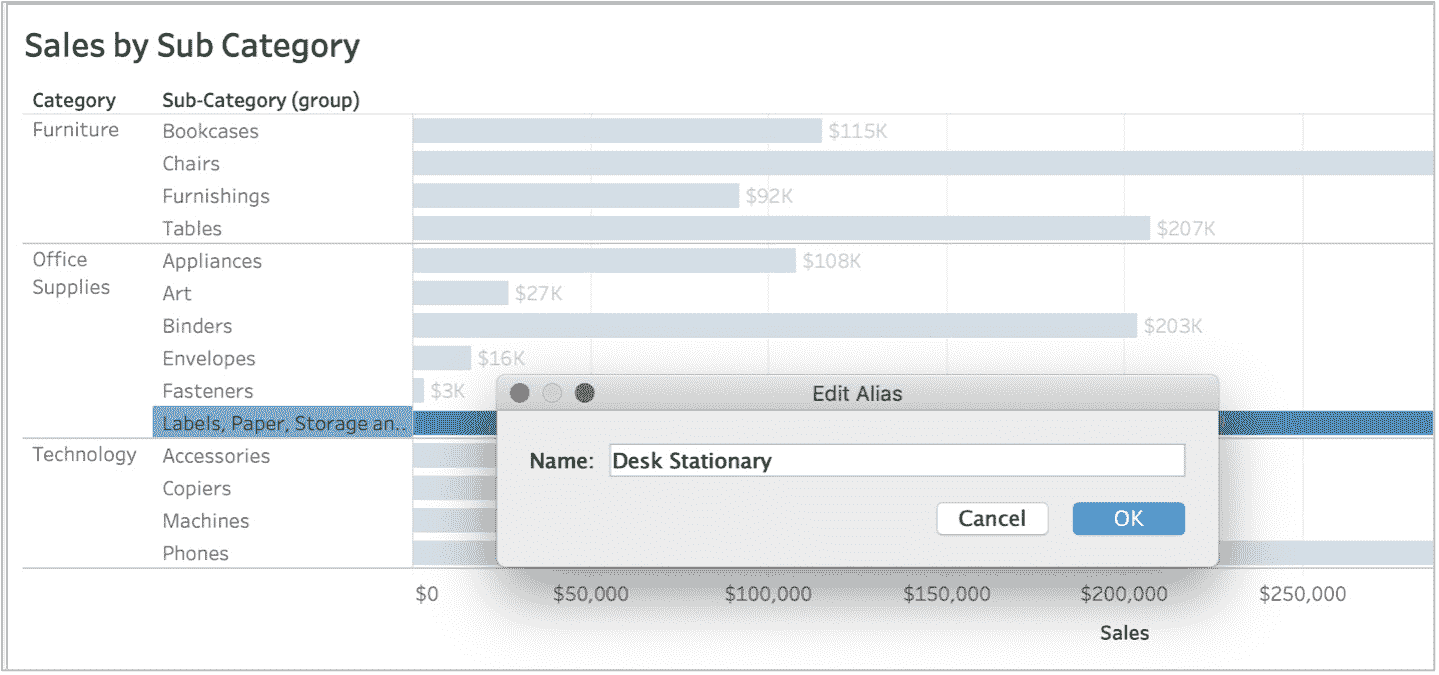 Sales by Sub Category
Category Sub-Category (group)
Furniture Bookcases $115K
Chairs
Furnishings $92K
Tables $207K
Office Supplies Appliances $108K
Art $27K
Binders $203K
Envelopes $16K
Fasteners $3K
Labels, Paper, Storage an..
Technology Accessories
Copiers
Machines
Phones
Edit Alias
Name: Desk Stationary
Cancel OK
$0 $50,000 $100,000 $150,000 $200,000 $250,000
Sales